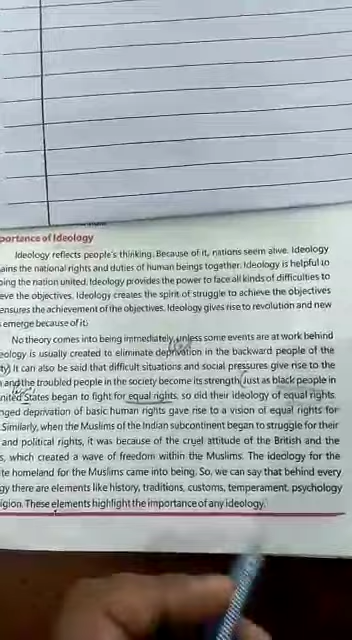 portance of Ideology
Ideology reflects people's thinking. Because of it, nations seem alive. Ideology
ains the national rights and duties of human beings together. Ideology is helpful to
ping the nation united. Ideology provides the power to face all kinds of difficulties to
eve the objectives. Ideology creates the spirit of struggle to achieve the objectives
ensures the achievement of the objectives. Ideology gives rise to revolution and new
s emerge because of it.
No theory comes into being immediately, unless some events are at work behind
eology is usually created to eliminate deprivation in the backward people of the
ty. It can also be said that difficult situations and social pressures give rise to the
and the troubled people in the society become its strength. Just as black people in
nited States began to fight for equal rights, so did their ideology of equal rights.
nged deprivation of basic human rights gave rise to a vision of equal rights for
Similarly, when the Muslims of the Indian subcontinent began to struggle for their
and political rights, it was because of the cruel attitude of the British and the
s, which created a wave of freedom within the Muslims. The ideology for the
te homeland for the Muslims came into being. So, we can say that behind every
gy there are elements like history, traditions, customs, temperament, psychology
igion. These elements highlight the importance of any ideology.